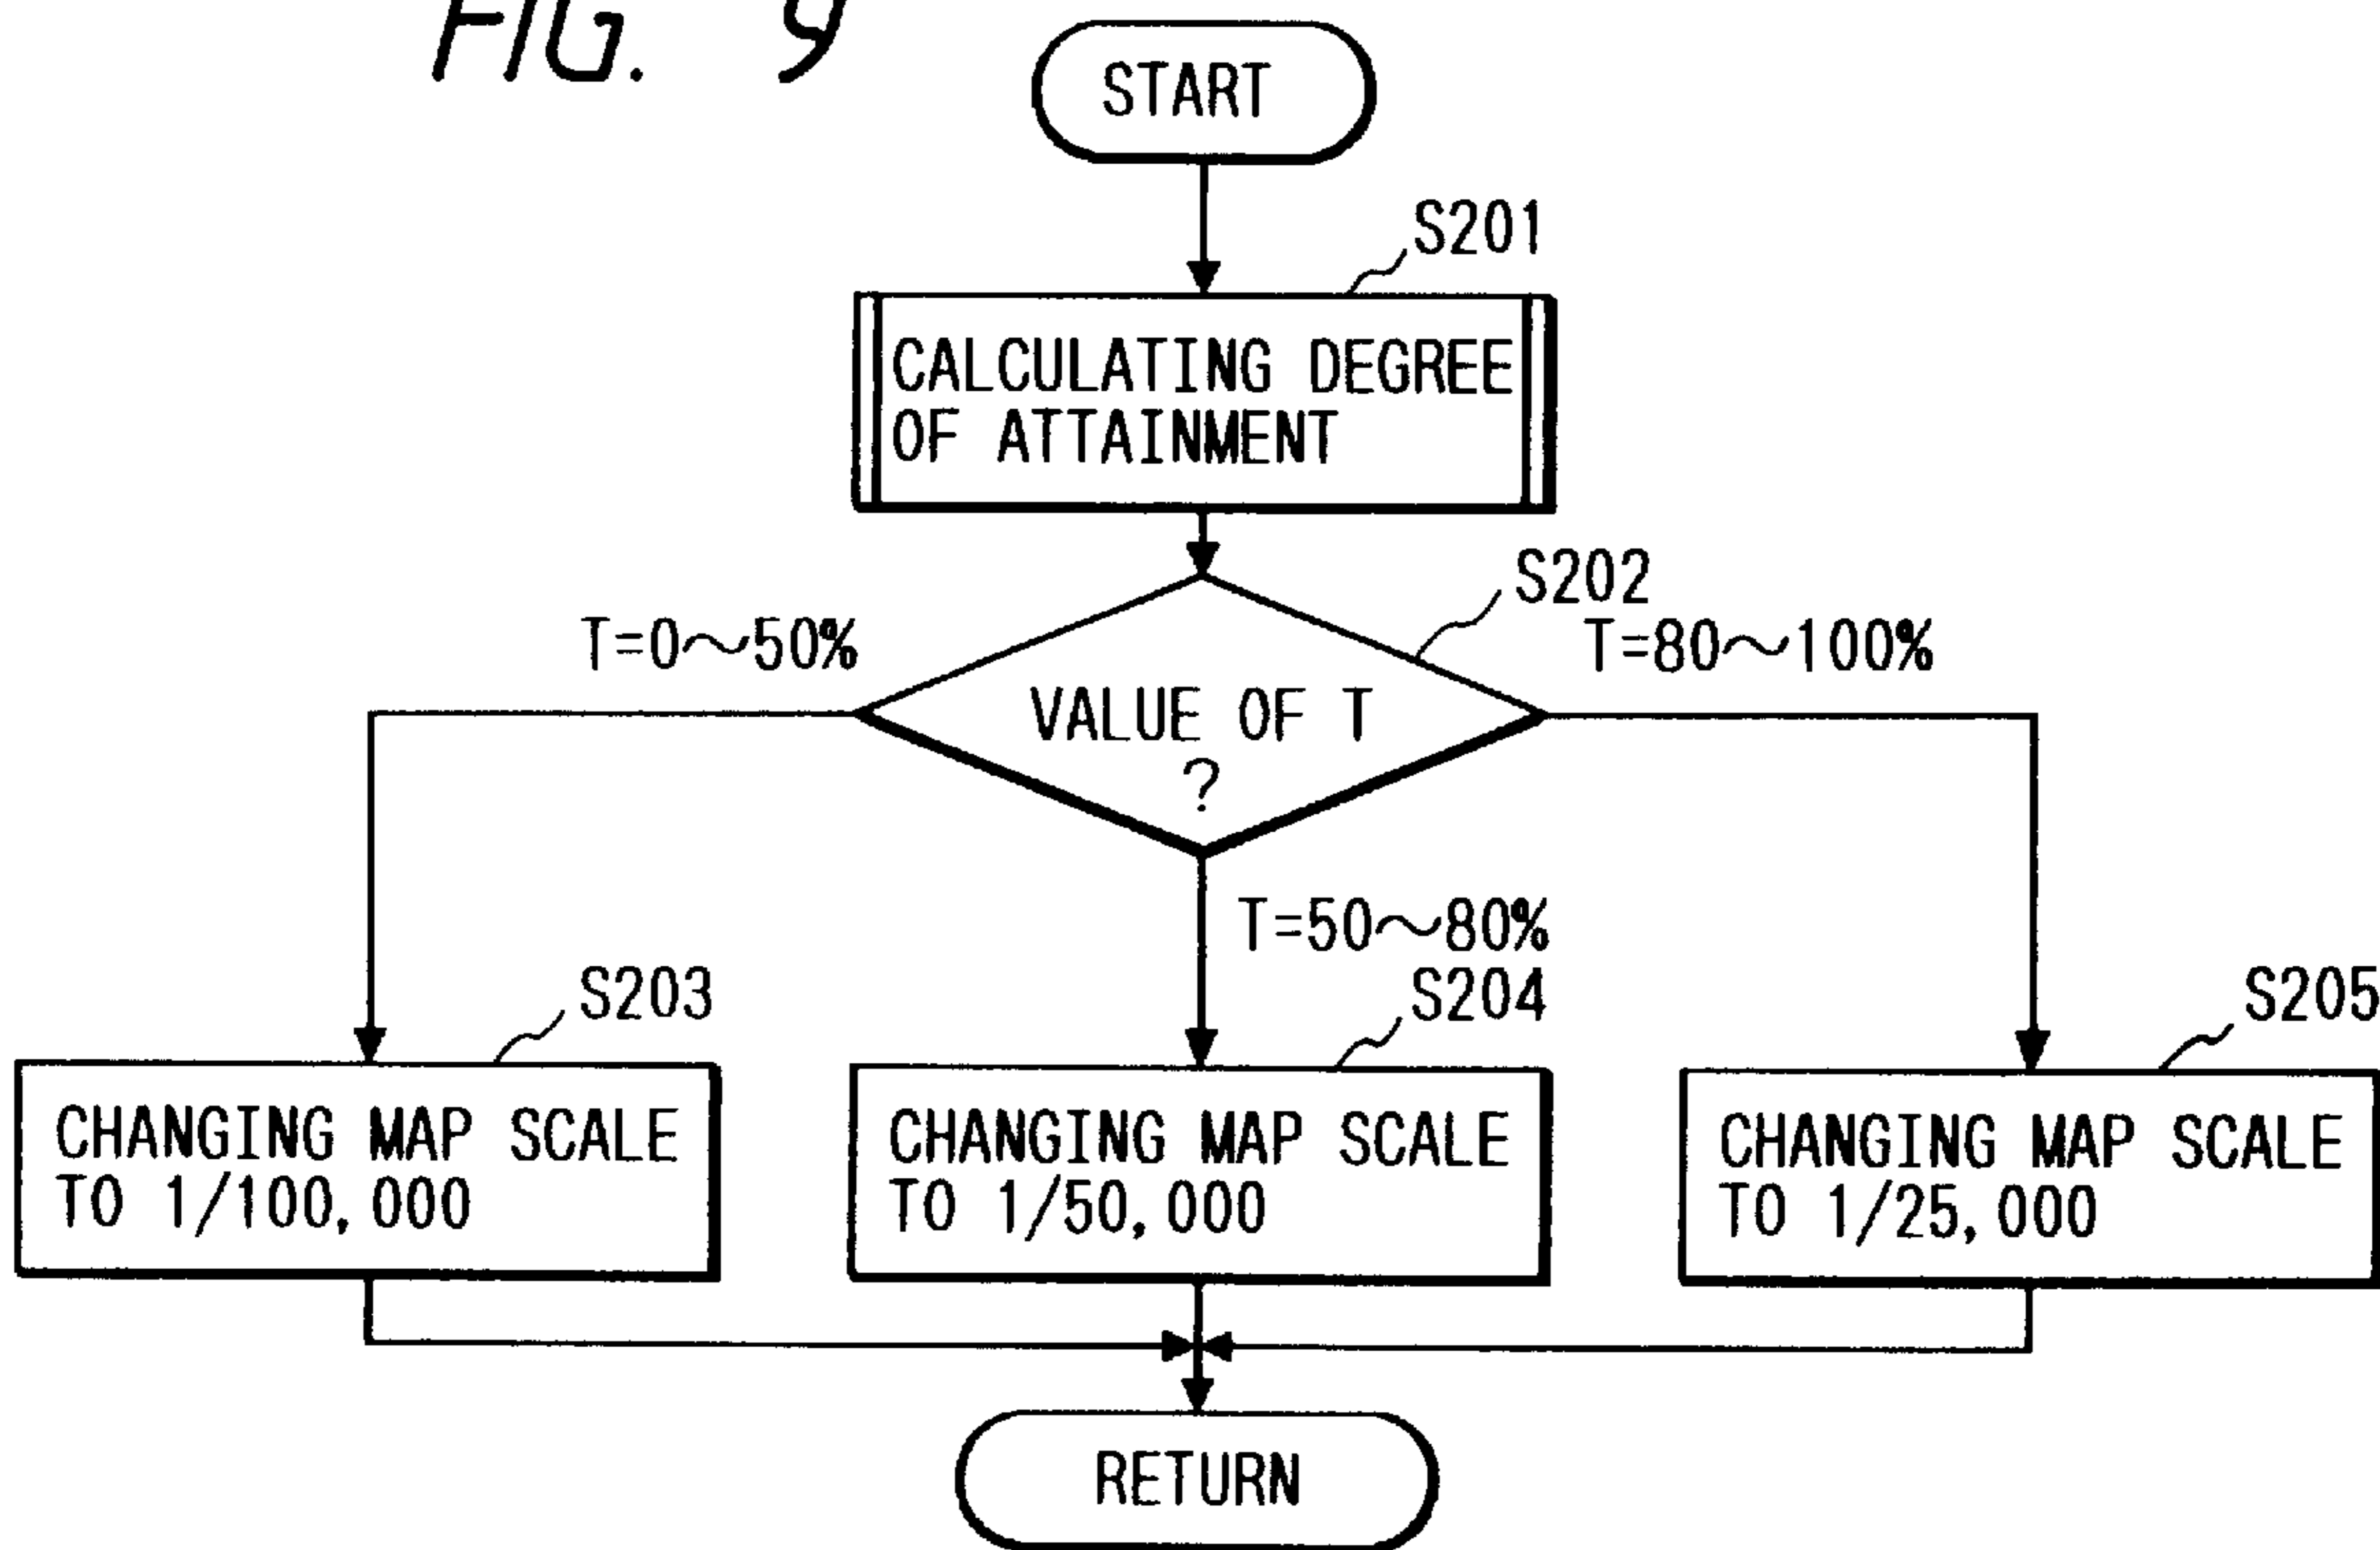 FIG. 9
START
S201
CALCULATING DEGREE
OF ATTAINMENT
S202
T=0～50%
T=80～100%
VALUE OF T
?
T=50～80%
S203
S204
S205
CHANGING MAP SCALE
TO 1/100,000
CHANGING MAP SCALE
TO 1/50,000
CHANGING MAP SCALE
TO 1/25,000
RETURN